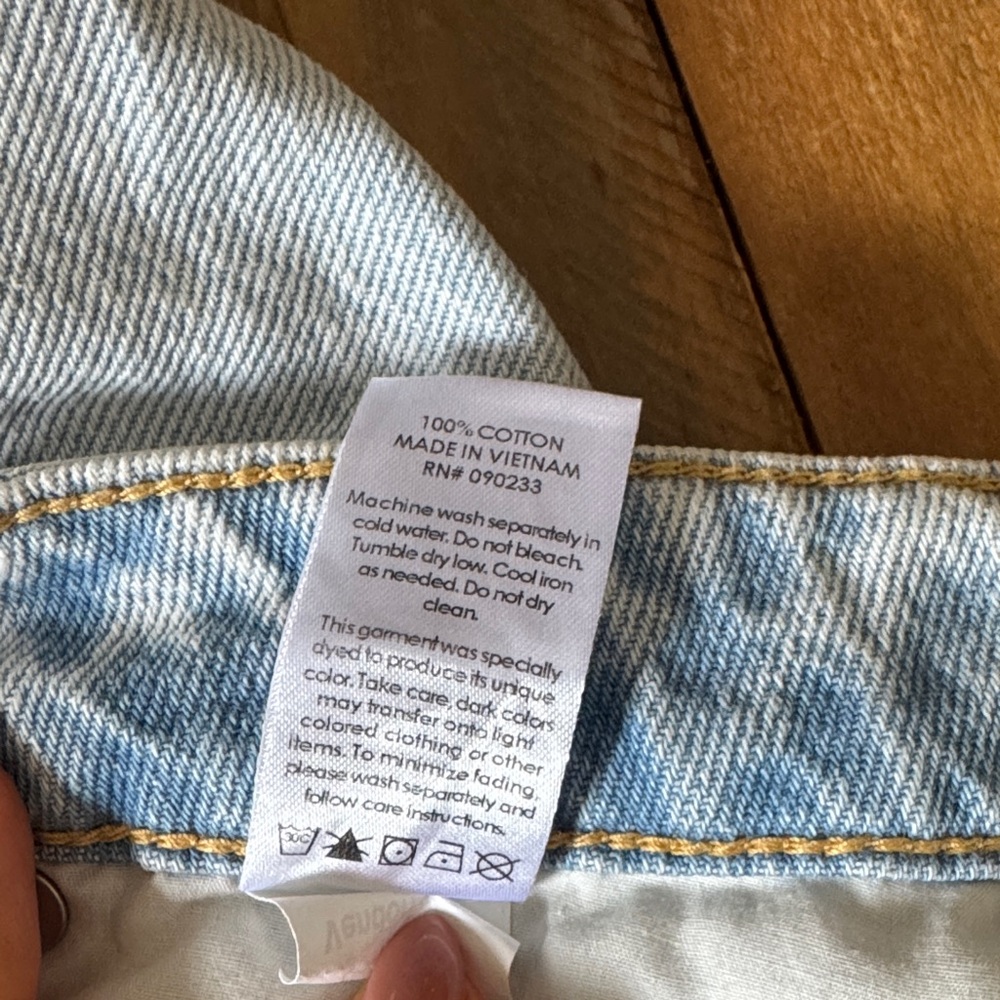 100% COTTON
MADE IN VIETNAM
RN# 090233
Machine wash separately in
cold water. Do not bleach.
Tumble dry low. Cool iron
as needed. Do not dry
clean.
This garment was specially
dyed to produce its unique
color. Take care, dark colors
may transfer onto light
colored clothing or other
items. To minimize fading,
please wash separately and
follow care instructions.
30C